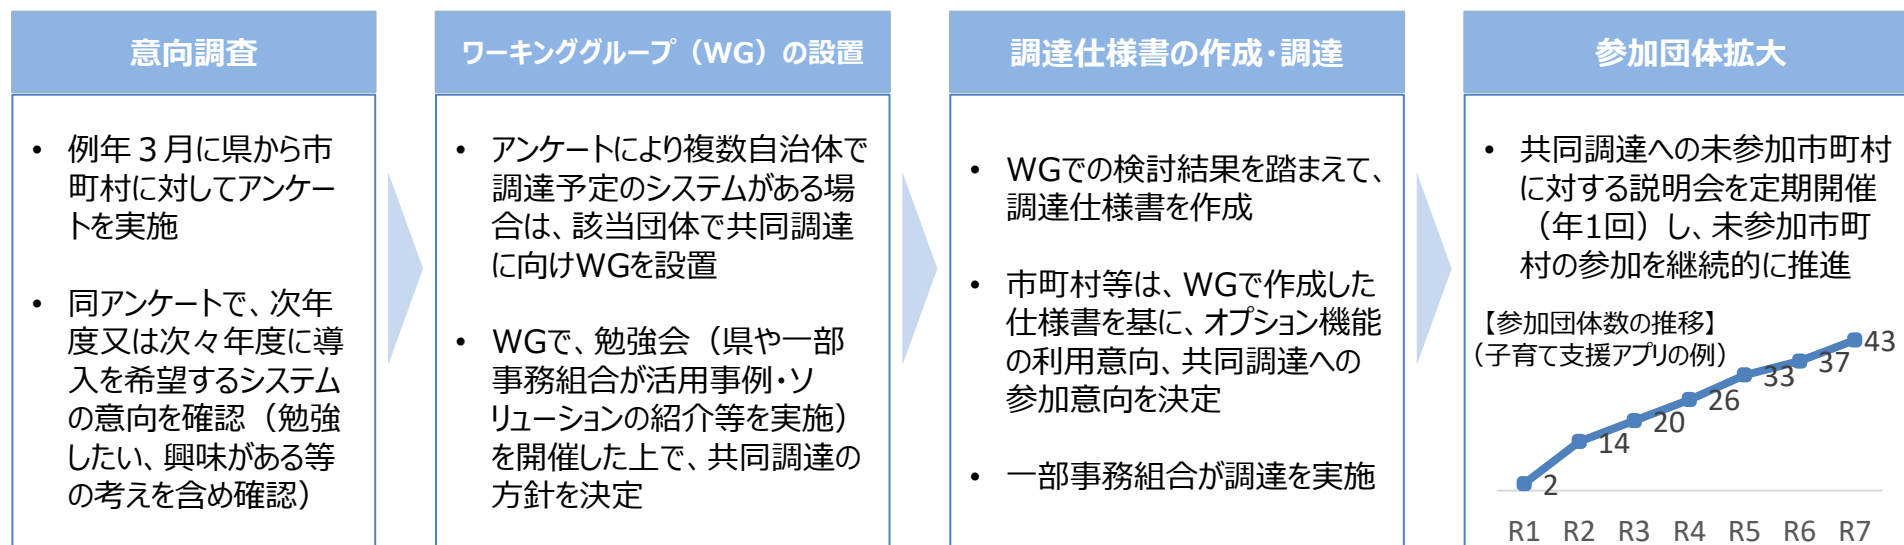 意向調査
• 例年３月に県から市
町村に対してアンケー
トを実施
• 同アンケートで、次年
度又は次々年度に導
入を希望するシステム
の意向を確認（勉強
したい、興味がある等
の考えを含め確認）
ワーキンググループ（WG）の設置
• アンケートにより複数自治体で
調達予定のシステムがある場
合は、該当団体で共同調達
に向けWGを設置
• WGで、勉強会（県や一部
事務組合が活用事例・ソ
リューションの紹介等を実施）
を開催した上で、共同調達の
方針を決定
調達仕様書の作成・調達
• WGでの検討結果を踏まえて、
調達仕様書を作成
• 市町村等は、WGで作成した
仕様書を基に、オプション機能
の利用意向、共同調達への
参加意向を決定
• 一部事務組合が調達を実施
参加団体拡大
• 共同調達への未参加市町村
に対する説明会を定期開催
（年1回）し、未参加市町
村の参加を継続的に推進
【参加団体数の推移】
（子育て支援アプリの例）
2 14 20 26 33 37 43
R1 R2 R3 R4 R5 R6 R7